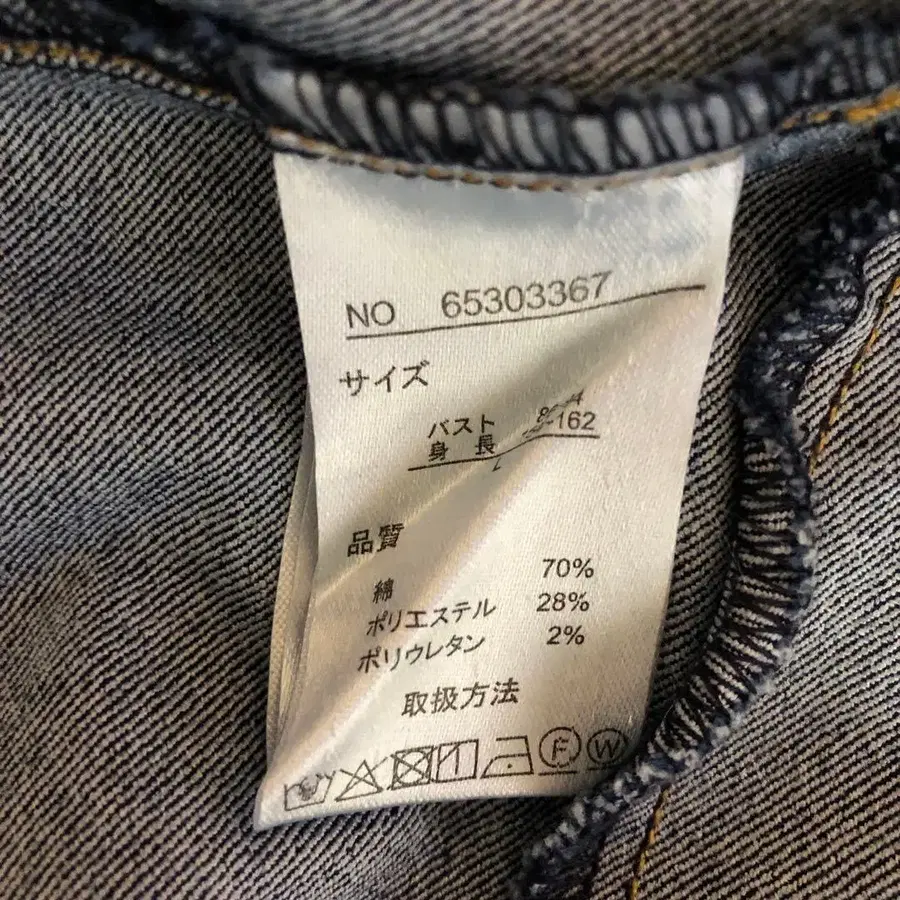 NO 65303367
サイズ
バスト
身長 -162
L
品質
綿 70%
ポリエステル 28%
ポリウレタン 2%
取扱方法
F W